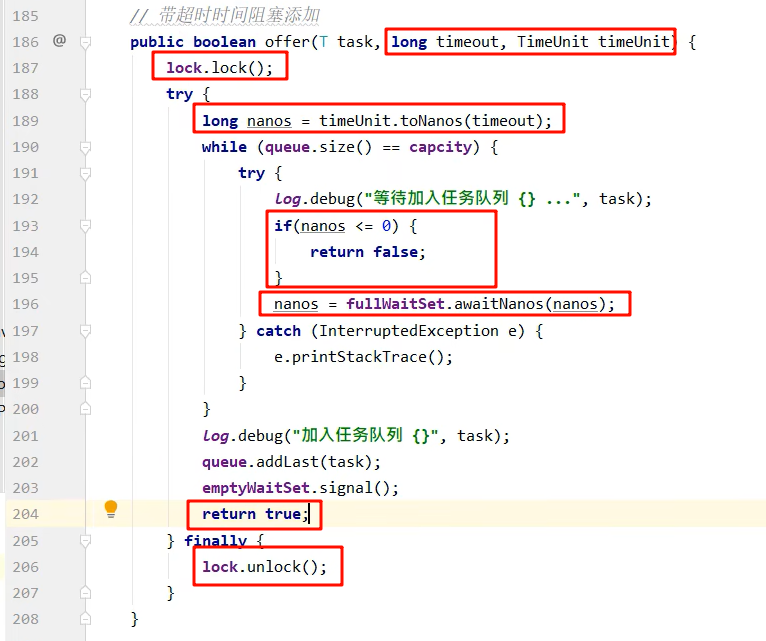 185 // 带超时时间阻塞添加
186 @ public boolean offer(T task, long timeout, TimeUnit timeUnit) {
187 lock.lock();
188 try {
189 long nanos = timeUnit.toNanos(timeout);
190 while (queue.size() == capcity) {
191 try {
192 log.debug("等待加入任务队列 {} ...", task);
193 if(nanos <= 0) {
194 return false;
195 }
196 nanos = fullWaitSet.awaitNanos(nanos);
197 } catch (InterruptedException e) {
198 e.printStackTrace();
199 }
200 }
201 log.debug("加入任务队列 {}", task);
202 queue.addLast(task);
203 emptyWaitSet.signal();
204 return true;
205 } finally {
206 lock.unlock();
207 }
208 }